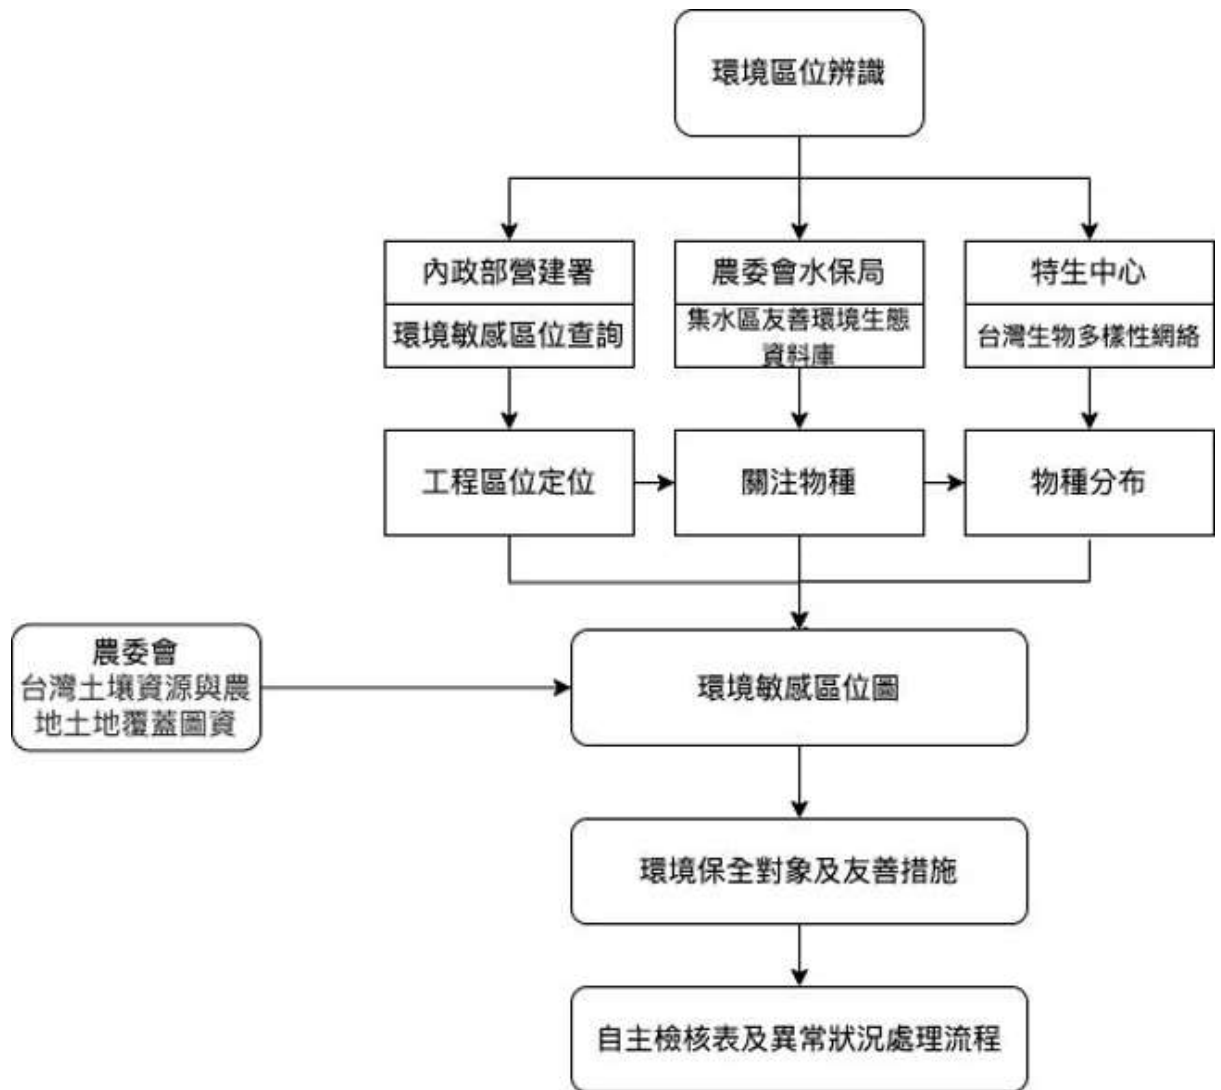 環境區位辨識
內政部營建署
農委會水保局
特生中心
環境敏感區位查詢
集水區友善環境生態
資料庫
台灣生物多樣性網絡
工程區位定位
關注物種
物種分布
農委會
台灣土壤資源與農
地土地覆蓋圖資
環境敏感區位圖
環境保全對象及友善措施
自主檢核表及異常狀況處理流程